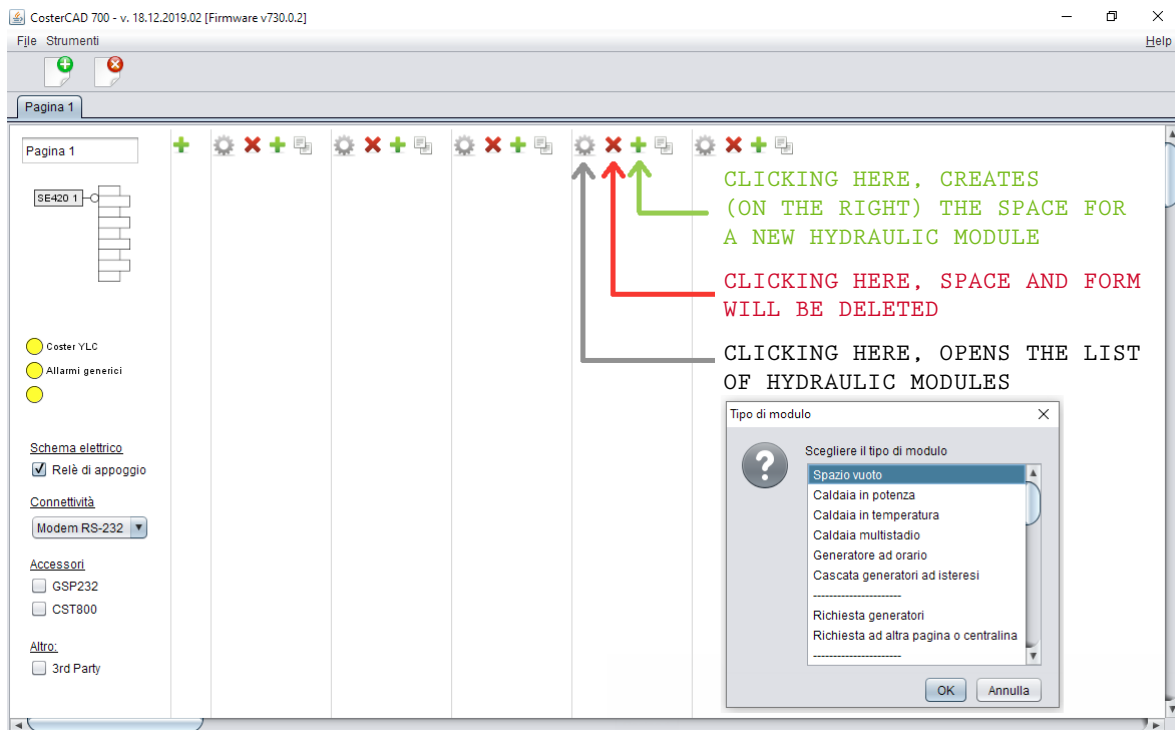 CosterCAD 700 - v. 18.12.2019.02 [Firmware v730.0.2]
File Strumenti
Help
Pagina 1
Pagina 1
SE420 1
Coster YLC
Allarmi generici
Schema elettrico
Relè di appoggio
Connettività
Modem RS-232
Accessori
GSP232
CST800
Altro:
3rd Party
CLICKING HERE, CREATES
(ON THE RIGHT) THE SPACE FOR
A NEW HYDRAULIC MODULE
CLICKING HERE, SPACE AND FORM
WILL BE DELETED
CLICKING HERE, OPENS THE LIST
OF HYDRAULIC MODULES
Tipo di modulo
Scegliere il tipo di modulo
Spazio vuoto
Caldaia in potenza
Caldaia in temperatura
Caldaia multistadio
Generatore ad orario
Cascata generatori ad isteresi
----------------------
Richiesta generatori
Richiesta ad altra pagina o centralina
----------------------
OK
Annulla